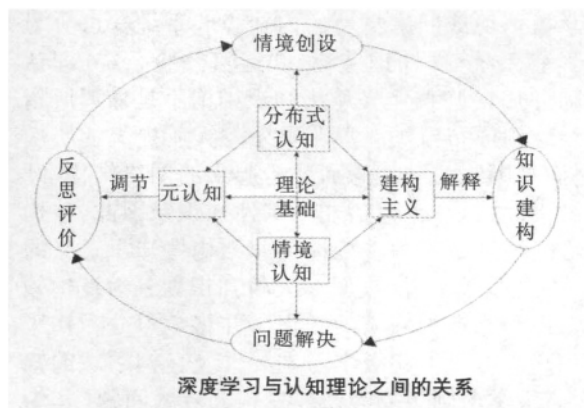 情境创设
分布式
认知
反思评价
调节
元认知
理论
基础
建构
主义
解释
知识建构
情境
认知
问题解决
深度学习与认知理论之间的关系